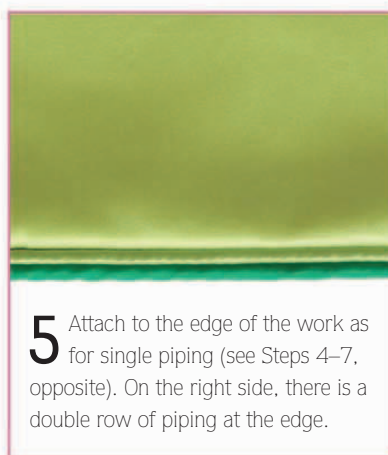 5 Attach to the edge of the work as
for single piping (see Steps 4–7,
opposite). On the right side, there is a
double row of piping at the edge.